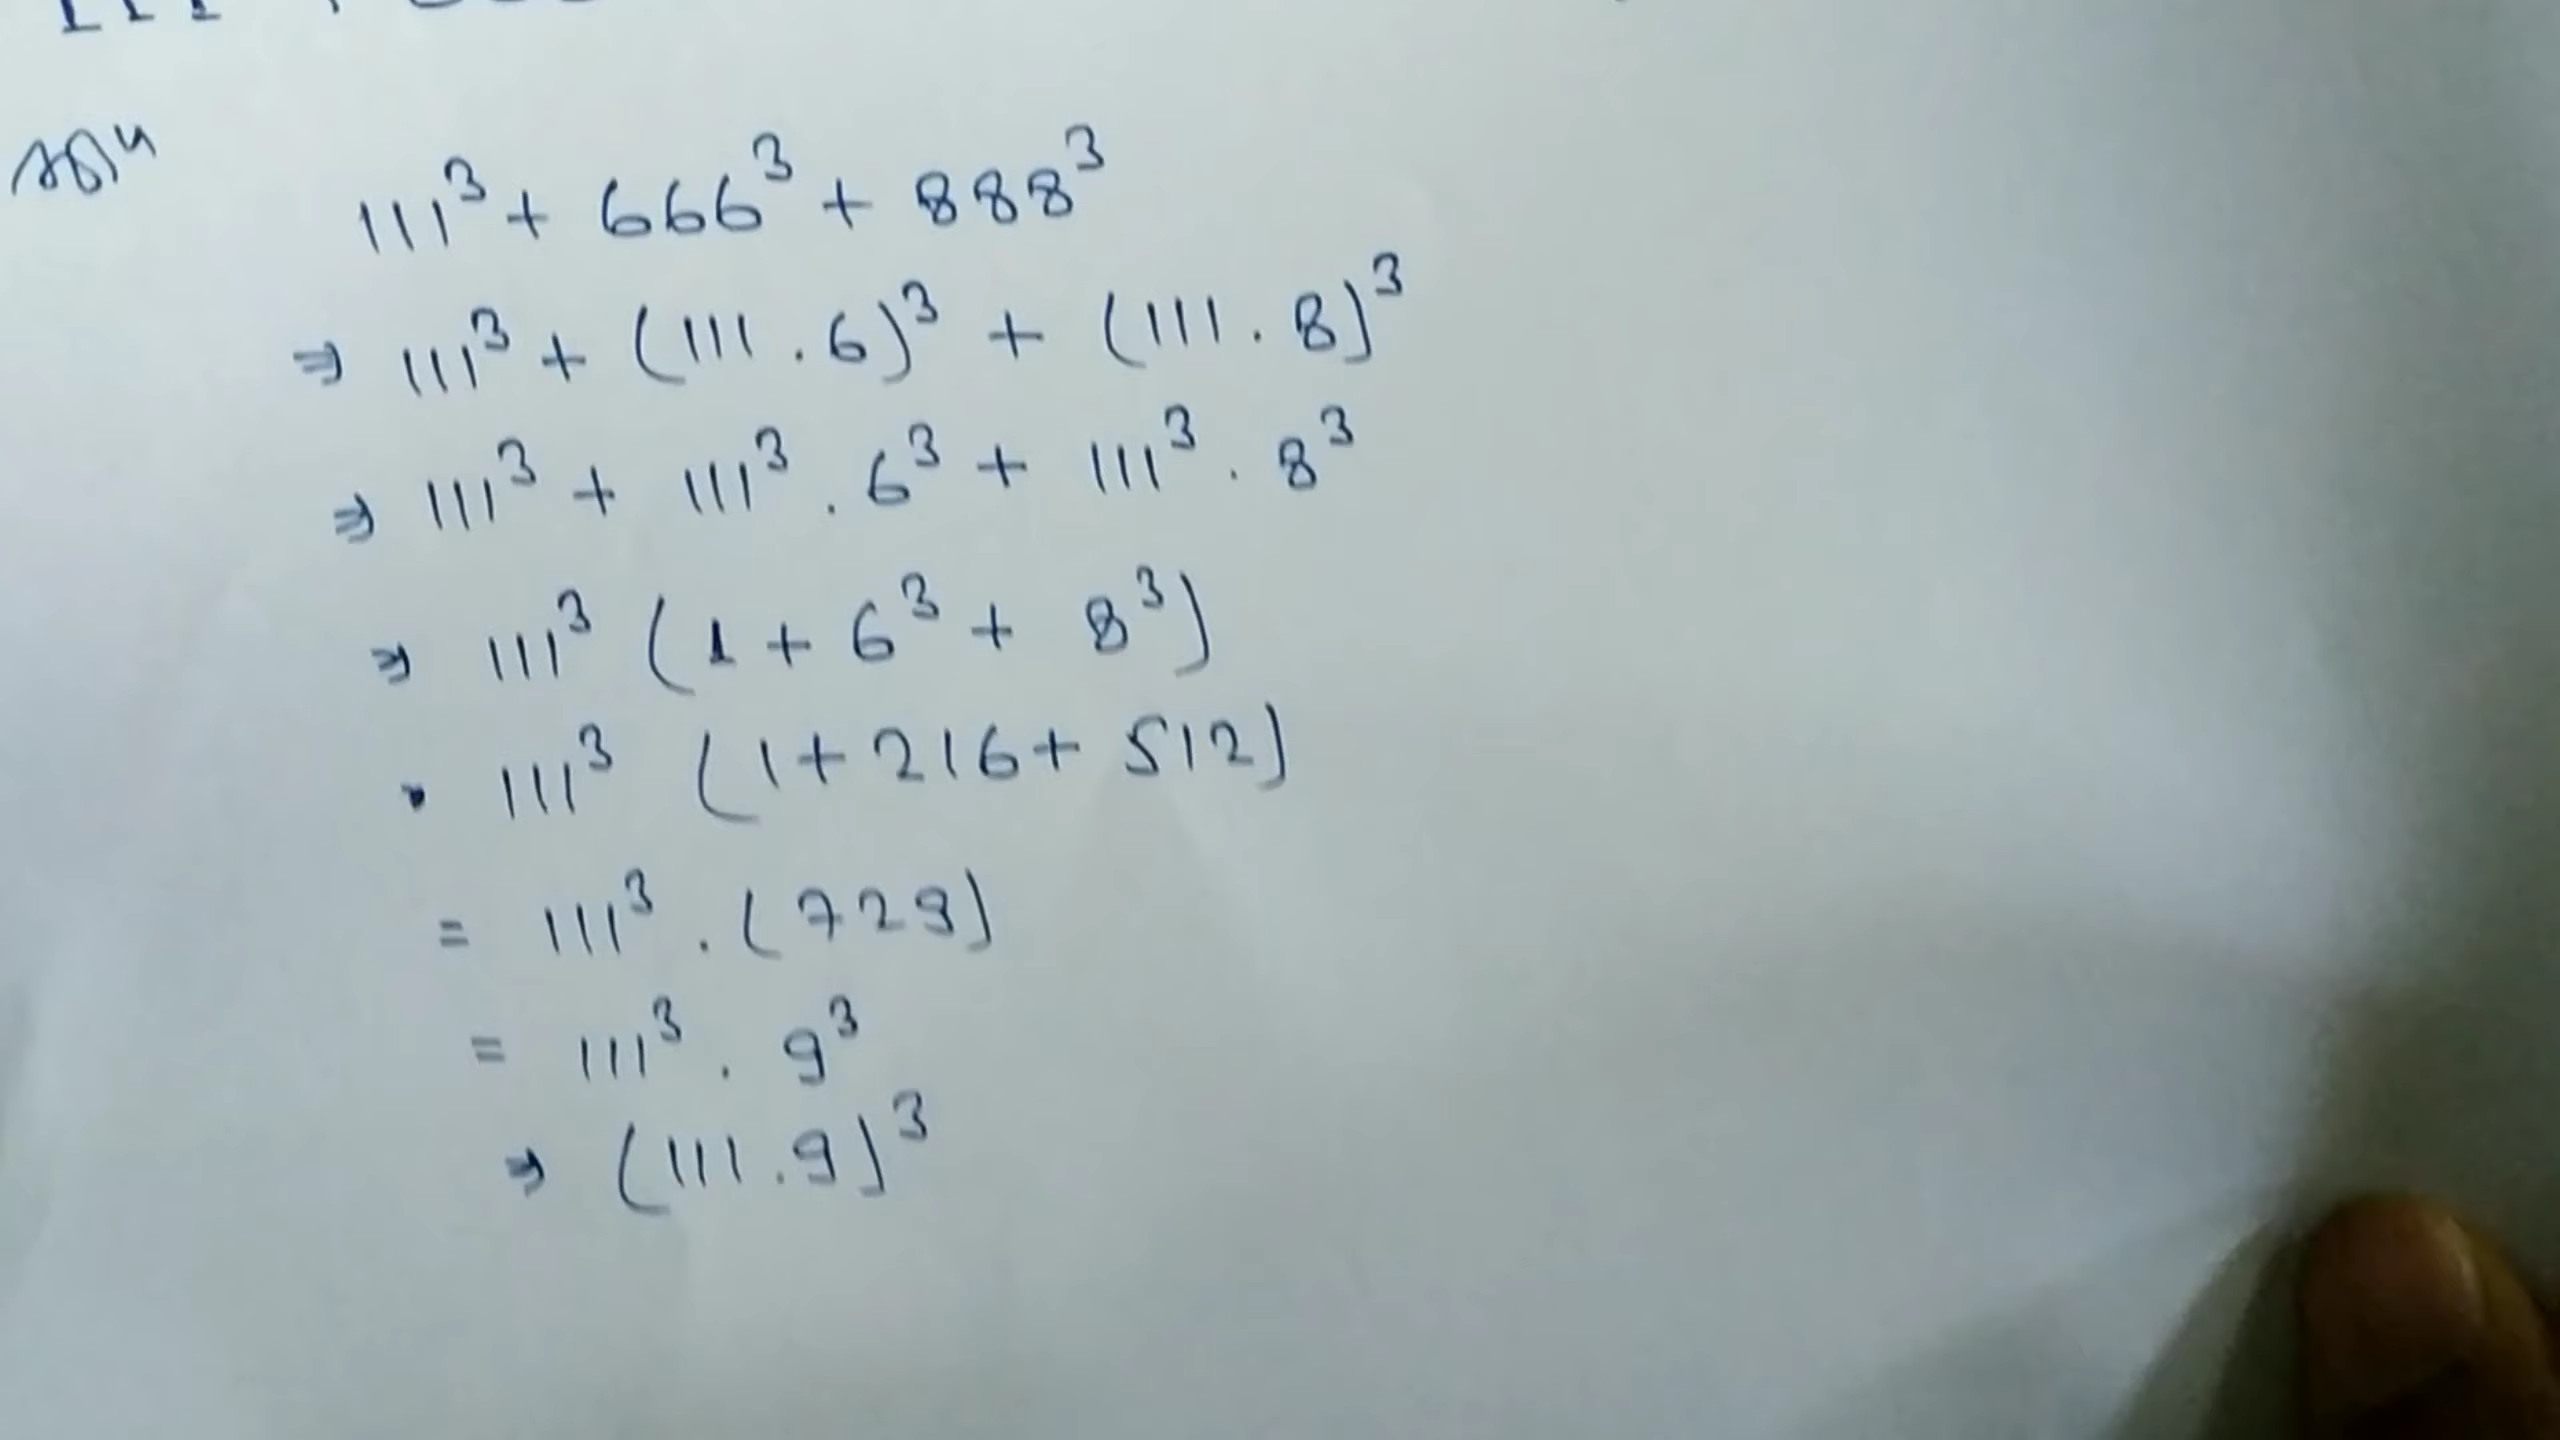 111³ + 666³ + 888³
⇒ 111³ + (111 . 6)³ + (111 . 8)³
⇒ 111³ + 111³ . 6³ + 111³ . 8³
⇒ 111³ (1 + 6³ + 8³)
. 111³ (1 + 216 + 512)
= 111³ . (729)
= 111³ . 9³
⇒ (111 . 9)³